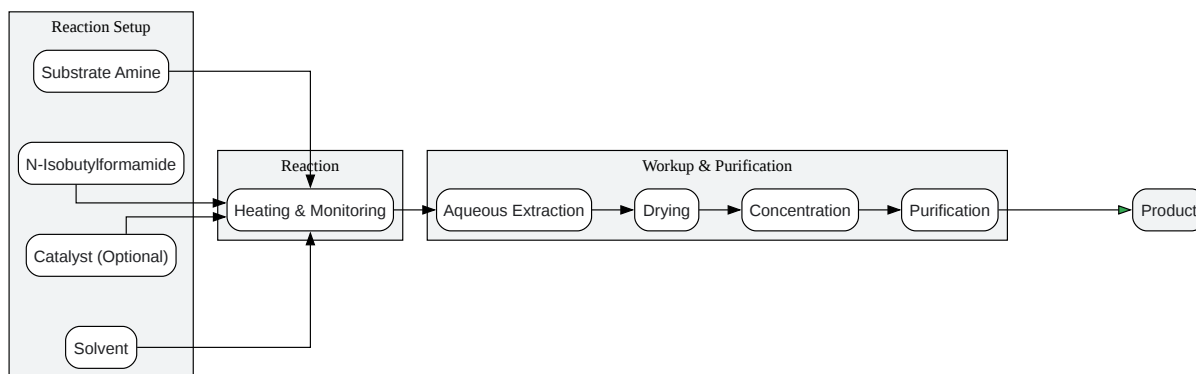 Reaction Setup
Substrate Amine
N-Isobutylformamide
Catalyst (Optional)
Solvent
Reaction
Heating & Monitoring
Workup & Purification
Aqueous Extraction
Drying
Concentration
Purification
Product